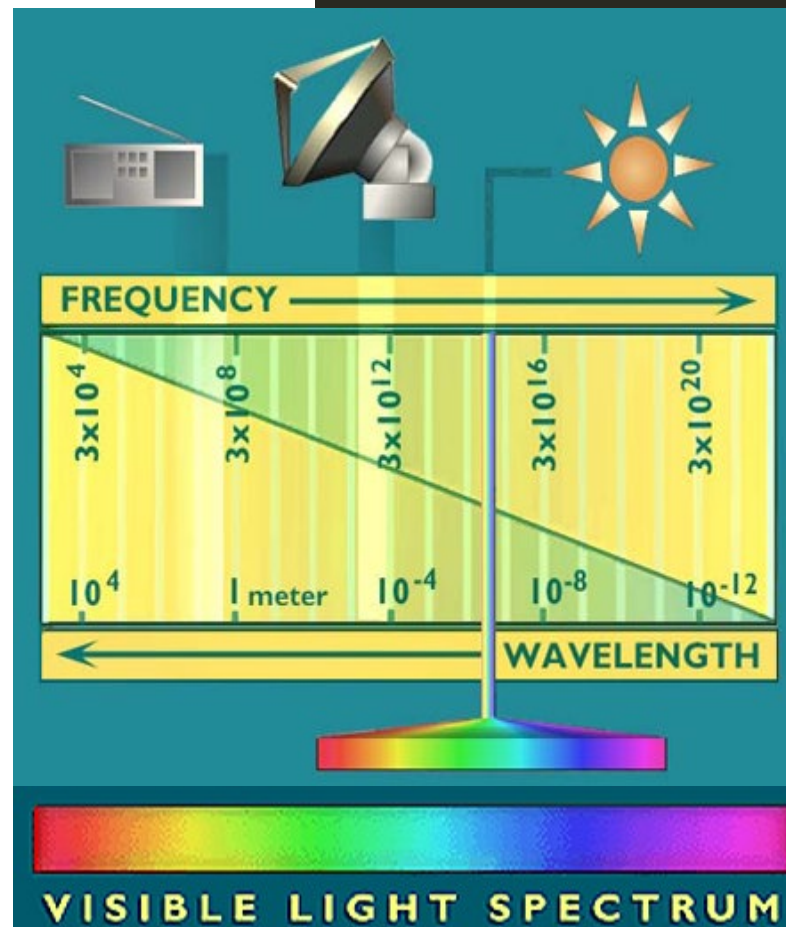 FREQUENCY
3x10⁴ 3x10⁸ 3x10¹² 3x10¹⁶ 3x10²⁰
10⁴ 1 meter 10⁻⁴ 10⁻⁸ 10⁻¹²
WAVELENGTH
VISIBLE LIGHT SPECTRUM